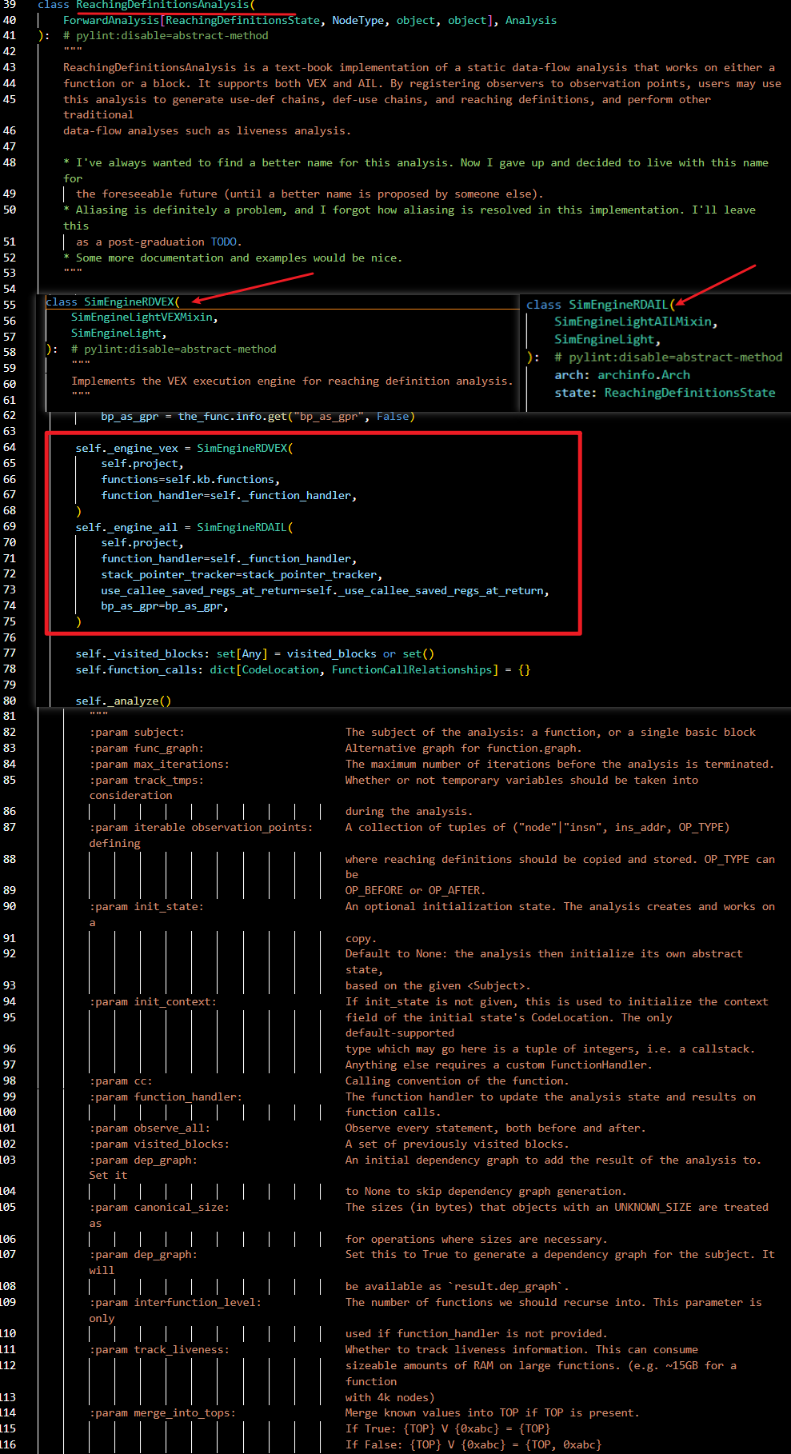 39 class ReachingDefinitionsAnalysis(
40 ForwardAnalysis[ReachingDefinitionsState, NodeType, object, object], Analysis
41 ): # pylint:disable=abstract-method
42 """
43 ReachingDefinitionsAnalysis is a text-book implementation of a static data-flow analysis that works on either a
44 function or a block. It supports both VEX and AIL. By registering observers to observation points, users may use
45 this analysis to generate use-def chains, def-use chains, and reaching definitions, and perform other
traditional
46 data-flow analyses such as liveness analysis.
47
48 * I've always wanted to find a better name for this analysis. Now I gave up and decided to live with this name
for
49 the foreseeable future (until a better name is proposed by someone else).
50 * Aliasing is definitely a problem, and I forgot how aliasing is resolved in this implementation. I'll leave
this
51 as a post-graduation TODO.
52 * Some more documentation and examples would be nice.
53 """
54
55 class SimEngineRDVEX(
56 SimEngineLightVEXMixin,
57 SimEngineLight,
58 ): # pylint:disable=abstract-method
59 """
60 Implements the VEX execution engine for reaching definition analysis.
61 """
class SimEngineRDAIL(
SimEngineLightAILMixin,
SimEngineLight,
): # pylint:disable=abstract-method
arch: archinfo.Arch
state: ReachingDefinitionsState
62 bp_as_gpr = the_func.info.get("bp_as_gpr", False)
63
64 self._engine_vex = SimEngineRDVEX(
65 self.project,
66 functions=self.kb.functions,
67 function_handler=self._function_handler,
68 )
69 self._engine_ail = SimEngineRDAIL(
70 self.project,
71 function_handler=self._function_handler,
72 stack_pointer_tracker=stack_pointer_tracker,
73 use_callee_saved_regs_at_return=self._use_callee_saved_regs_at_return,
74 bp_as_gpr=bp_as_gpr,
75 )
76
77 self._visited_blocks: set[Any] = visited_blocks or set()
78 self.function_calls: dict[CodeLocation, FunctionCallRelationships] = {}
79
80 self._analyze()
81 """
82 :param subject: The subject of the analysis: a function, or a single basic block
83 :param func_graph: Alternative graph for function.graph.
84 :param max_iterations: The maximum number of iterations before the analysis is terminated.
85 :param track_tmps: Whether or not temporary variables should be taken into
consideration
86 during the analysis.
87 :param iterable observation_points: A collection of tuples of ("node"|"insn", ins_addr, OP_TYPE)
defining
88 where reaching definitions should be copied and stored. OP_TYPE can
be
89 OP_BEFORE or OP_AFTER.
90 :param init_state: An optional initialization state. The analysis creates and works on
a
91 copy.
92 Default to None: the analysis then initialize its own abstract
state,
93 based on the given <Subject>.
94 :param init_context: If init_state is not given, this is used to initialize the context
95 field of the initial state's CodeLocation. The only
default-supported
96 type which may go here is a tuple of integers, i.e. a callstack.
97 Anything else requires a custom FunctionHandler.
98 :param cc: Calling convention of the function.
99 :param function_handler: The function handler to update the analysis state and results on
100 function calls.
101 :param observe_all: Observe every statement, both before and after.
102 :param visited_blocks: A set of previously visited blocks.
103 :param dep_graph: An initial dependency graph to add the result of the analysis to.
Set it
104 to None to skip dependency graph generation.
105 :param canonical_size: The sizes (in bytes) that objects with an UNKNOWN_SIZE are treated
as
106 for operations where sizes are necessary.
107 :param dep_graph: Set this to True to generate a dependency graph for the subject. It
will
108 be available as `result.dep_graph`.
109 :param interfunction_level: The number of functions we should recurse into. This parameter is
only
110 used if function_handler is not provided.
111 :param track_liveness: Whether to track liveness information. This can consume
112 sizeable amounts of RAM on large functions. (e.g. ~15GB for a
function
113 with 4k nodes)
114 :param merge_into_tops: Merge known values into TOP if TOP is present.
115 If True: {TOP} V {0xabc} = {TOP}
116 If False: {TOP} V {0xabc} = {TOP, 0xabc}